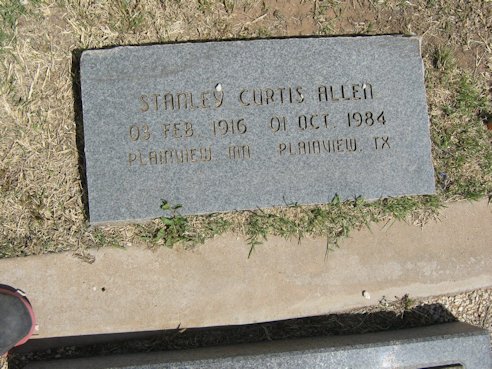 STANLEY CURTIS ALLEN
03 FEB. 1916 01 OCT. 1984
PLAINVIEW, MN PLAINVIEW, TX